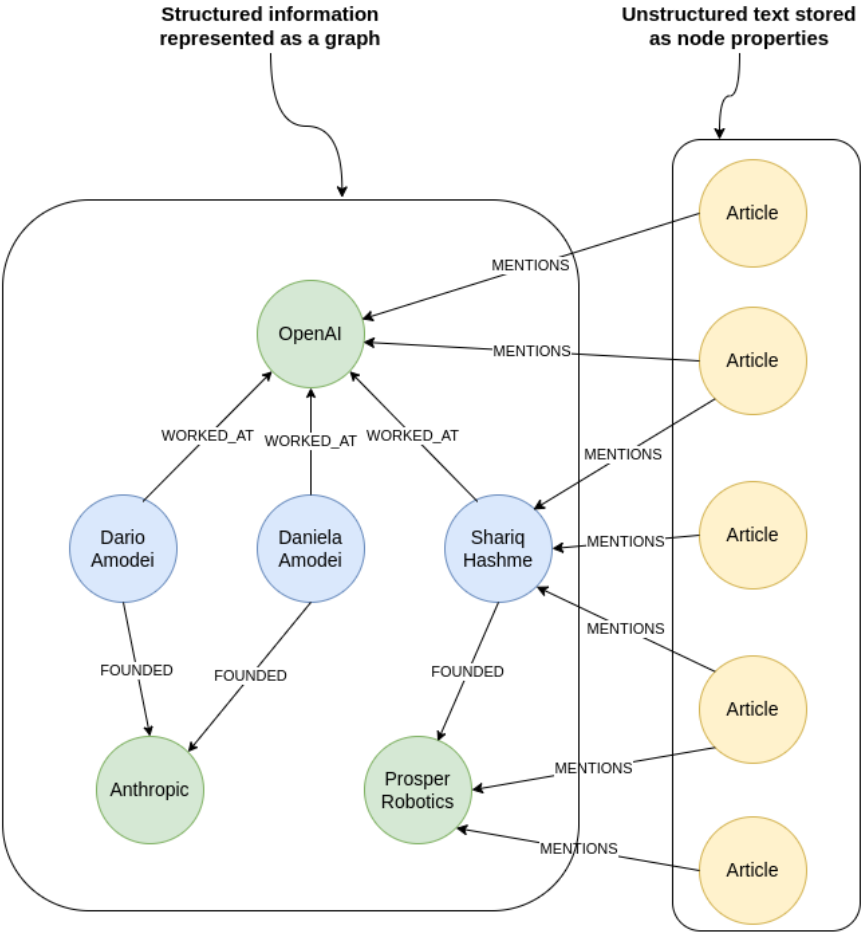 Structured information
represented as a graph
Unstructured text stored
as node properties
Article
MENTIONS
OpenAI
MENTIONS
Article
WORKED_AT
WORKED_AT
WORKED_AT
MENTIONS
Dario
Amodei
Daniela
Amodei
Shariq
Hashme
MENTIONS
Article
MENTIONS
FOUNDED
FOUNDED
FOUNDED
Article
MENTIONS
Anthropic
Prosper
Robotics
MENTIONS
Article